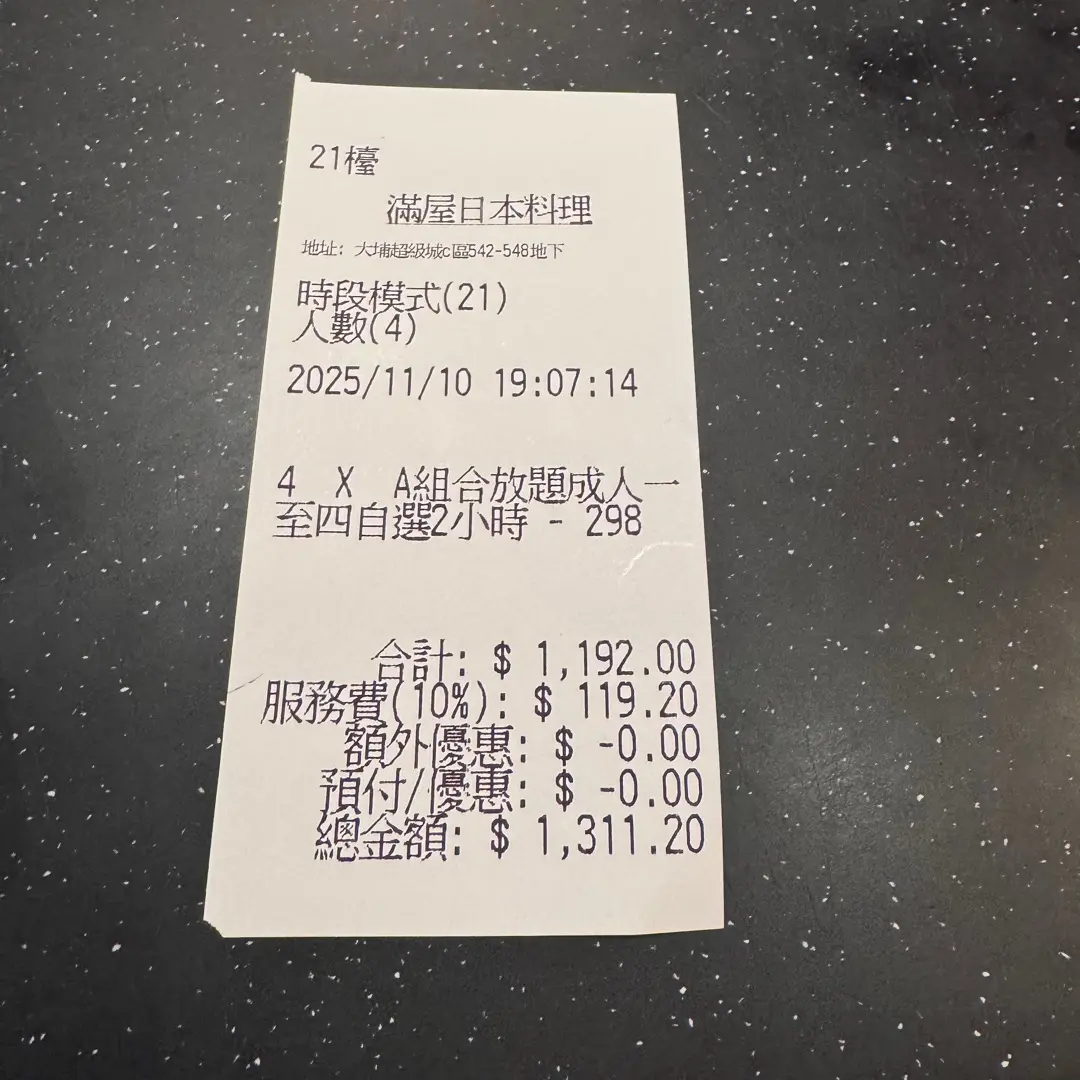 21檯
滿屋日本料理
地址: 大埔超級城c區542-548地下
時段模式(21)
人數(4)
2025/11/10 19:07:14
4 X A組合放題成人一
至四自選2小時 - 298
合計: $ 1,192.00
服務費(10%): $ 119.20
額外優惠: $ -0.00
預付/優惠: $ -0.00
總金額: $ 1,311.20